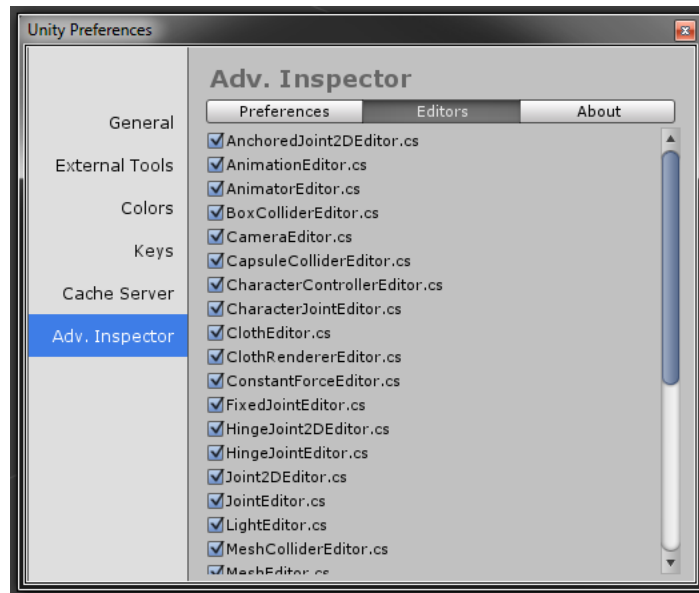 Unity Preferences
General
External Tools
Colors
Keys
Cache Server
Adv. Inspector
Adv. Inspector
Preferences Editors About
AnchoredJoint2DEditor.cs
AnimationEditor.cs
AnimatorEditor.cs
BoxColliderEditor.cs
CameraEditor.cs
CapsuleColliderEditor.cs
CharacterControllerEditor.cs
CharacterJointEditor.cs
ClothEditor.cs
ClothRendererEditor.cs
ConstantForceEditor.cs
FixedJointEditor.cs
HingeJoint2DEditor.cs
HingeJointEditor.cs
Joint2DEditor.cs
JointEditor.cs
LightEditor.cs
MeshColliderEditor.cs
MeshEditor.cs